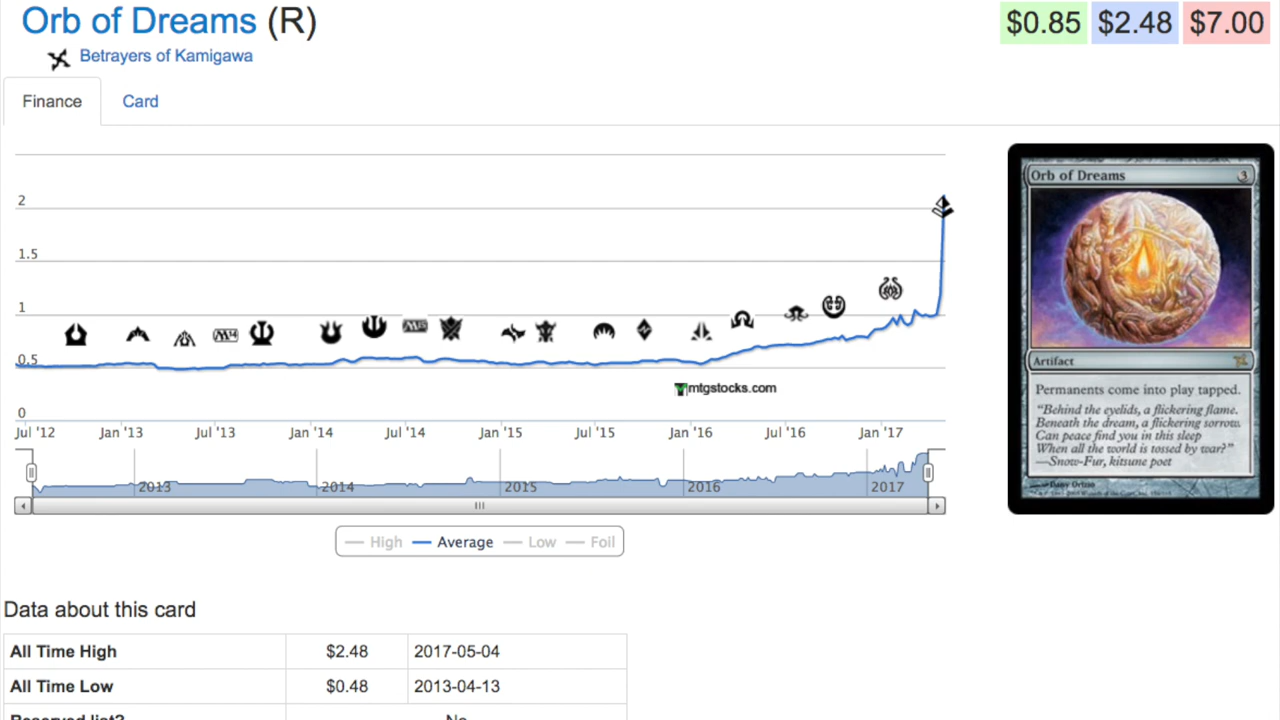 Orb of Dreams (R)
$0.85 $2.48 $7.00
Betrayers of Kamigawa
Finance Card
2
1.5
1
0.5
0
M14
M15
mtgstocks.com
Jul '12 Jan '13 Jul '13 Jan '14 Jul '14 Jan '15 Jul '15 Jan '16 Jul '16 Jan '17
2013 2014 2015 2016 2017
High Average Low Foil
Orb of Dreams 3
Artifact
Permanents come into play tapped.
"Behind the eyelids, a flickering flame.
Beneath the dream, a flickering sorrow.
Can peace find you in this sleep
When all the world is tossed by war?"
—Snow-Fur, kitsune poet
Data about this card
All Time High $2.48 2017-05-04
All Time Low $0.48 2013-04-13
Reserved list? No